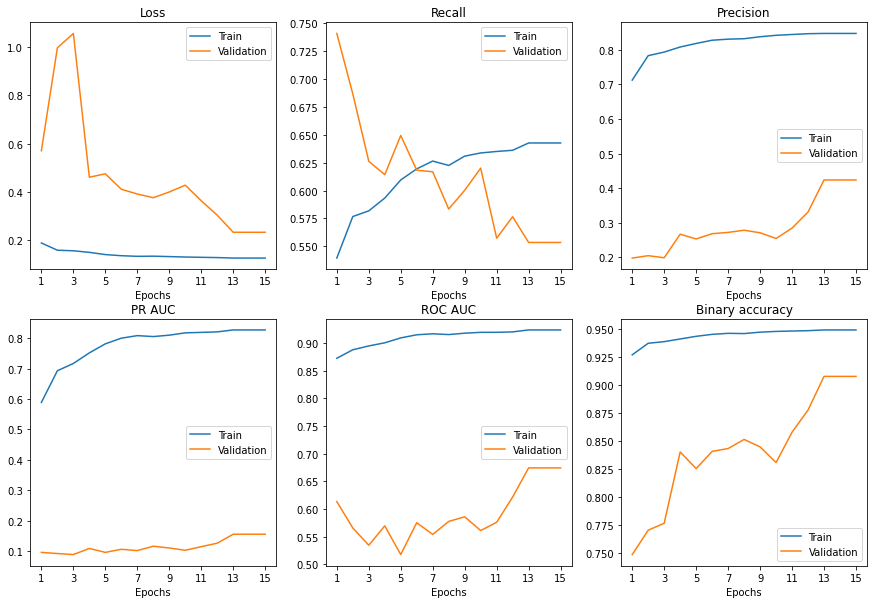 Loss
1.0
0.8
0.6
0.4
0.2
Train
Validation
1 3 5 7 9 11 13 15
Epochs
Recall
0.750
0.725
0.700
0.675
0.650
0.625
0.600
0.575
0.550
Train
Validation
1 3 5 7 9 11 13 15
Epochs
Precision
0.8
0.7
0.6
0.5
0.4
0.3
0.2
Train
Validation
1 3 5 7 9 11 13 15
Epochs
PR AUC
0.8
0.7
0.6
0.5
0.4
0.3
0.2
0.1
Train
Validation
1 3 5 7 9 11 13 15
Epochs
ROC AUC
0.90
0.85
0.80
0.75
0.70
0.65
0.60
0.55
0.50
Train
Validation
1 3 5 7 9 11 13 15
Epochs
Binary accuracy
0.950
0.925
0.900
0.875
0.850
0.825
0.800
0.775
0.750
Train
Validation
1 3 5 7 9 11 13 15
Epochs